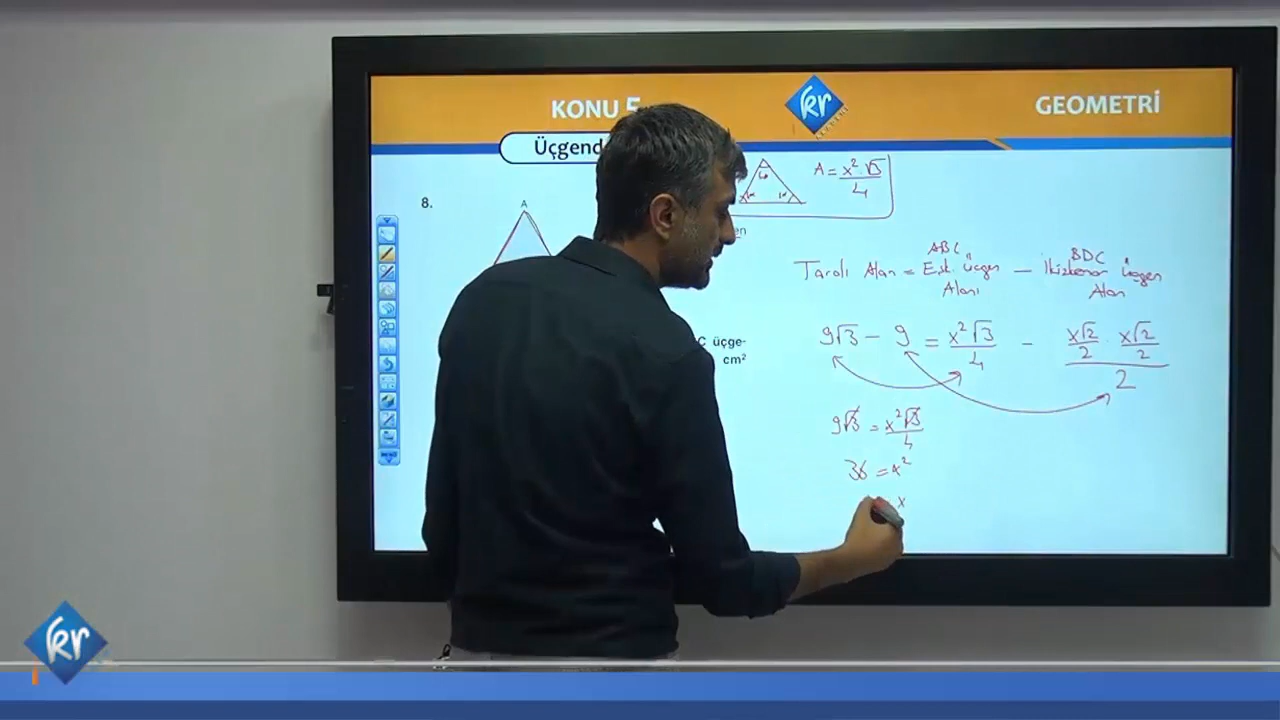 KONU 5
kr
GEOMETRİ
Üçgend
8.
A
A = x²·√3/4
en
Ç üçge-
cm²
ABC
BDC
Taralı Alan = Eşk. üçgen Alanı − İkizkenar üçgen Alan
9√3 − 9 = x²√3/4 - (x√2/2 · x√2/2)/2
9√3 = x²√3/4
36 = x²
x
kr